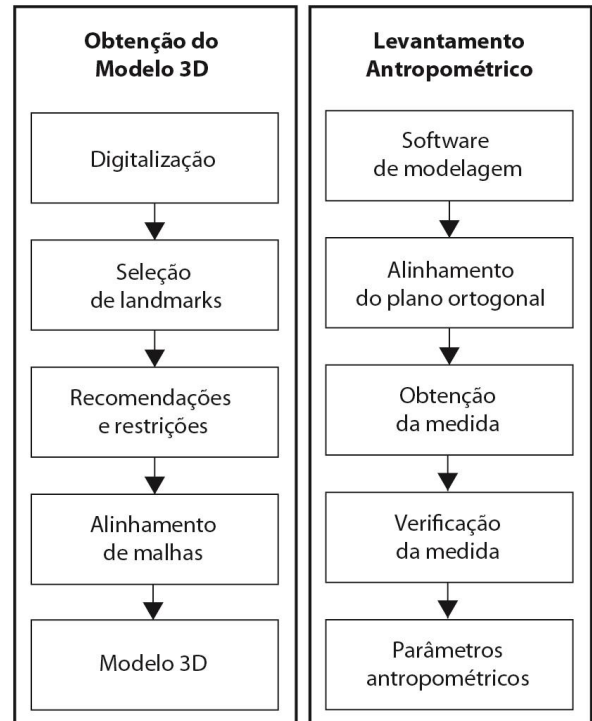 Obtenção do
Modelo 3D
Digitalização
Seleção
de landmarks
Recomendações
e restrições
Alinhamento
de malhas
Modelo 3D
Levantamento
Antropométrico
Software
de modelagem
Alinhamento
do plano ortogonal
Obtenção
da medida
Verificação
da medida
Parâmetros
antropométricos